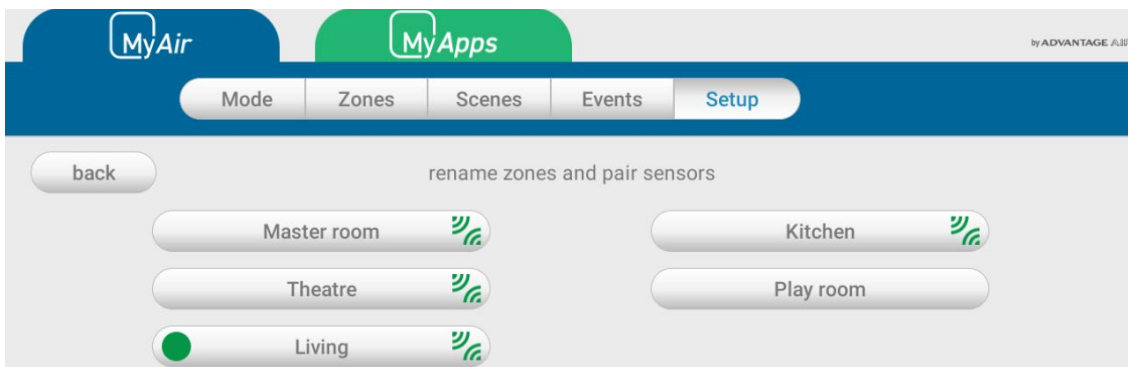 MyAir
MyApps
by ADVANTAGE AIR
Mode
Zones
Scenes
Events
Setup
back
rename zones and pair sensors
Master room
Kitchen
Theatre
Play room
Living